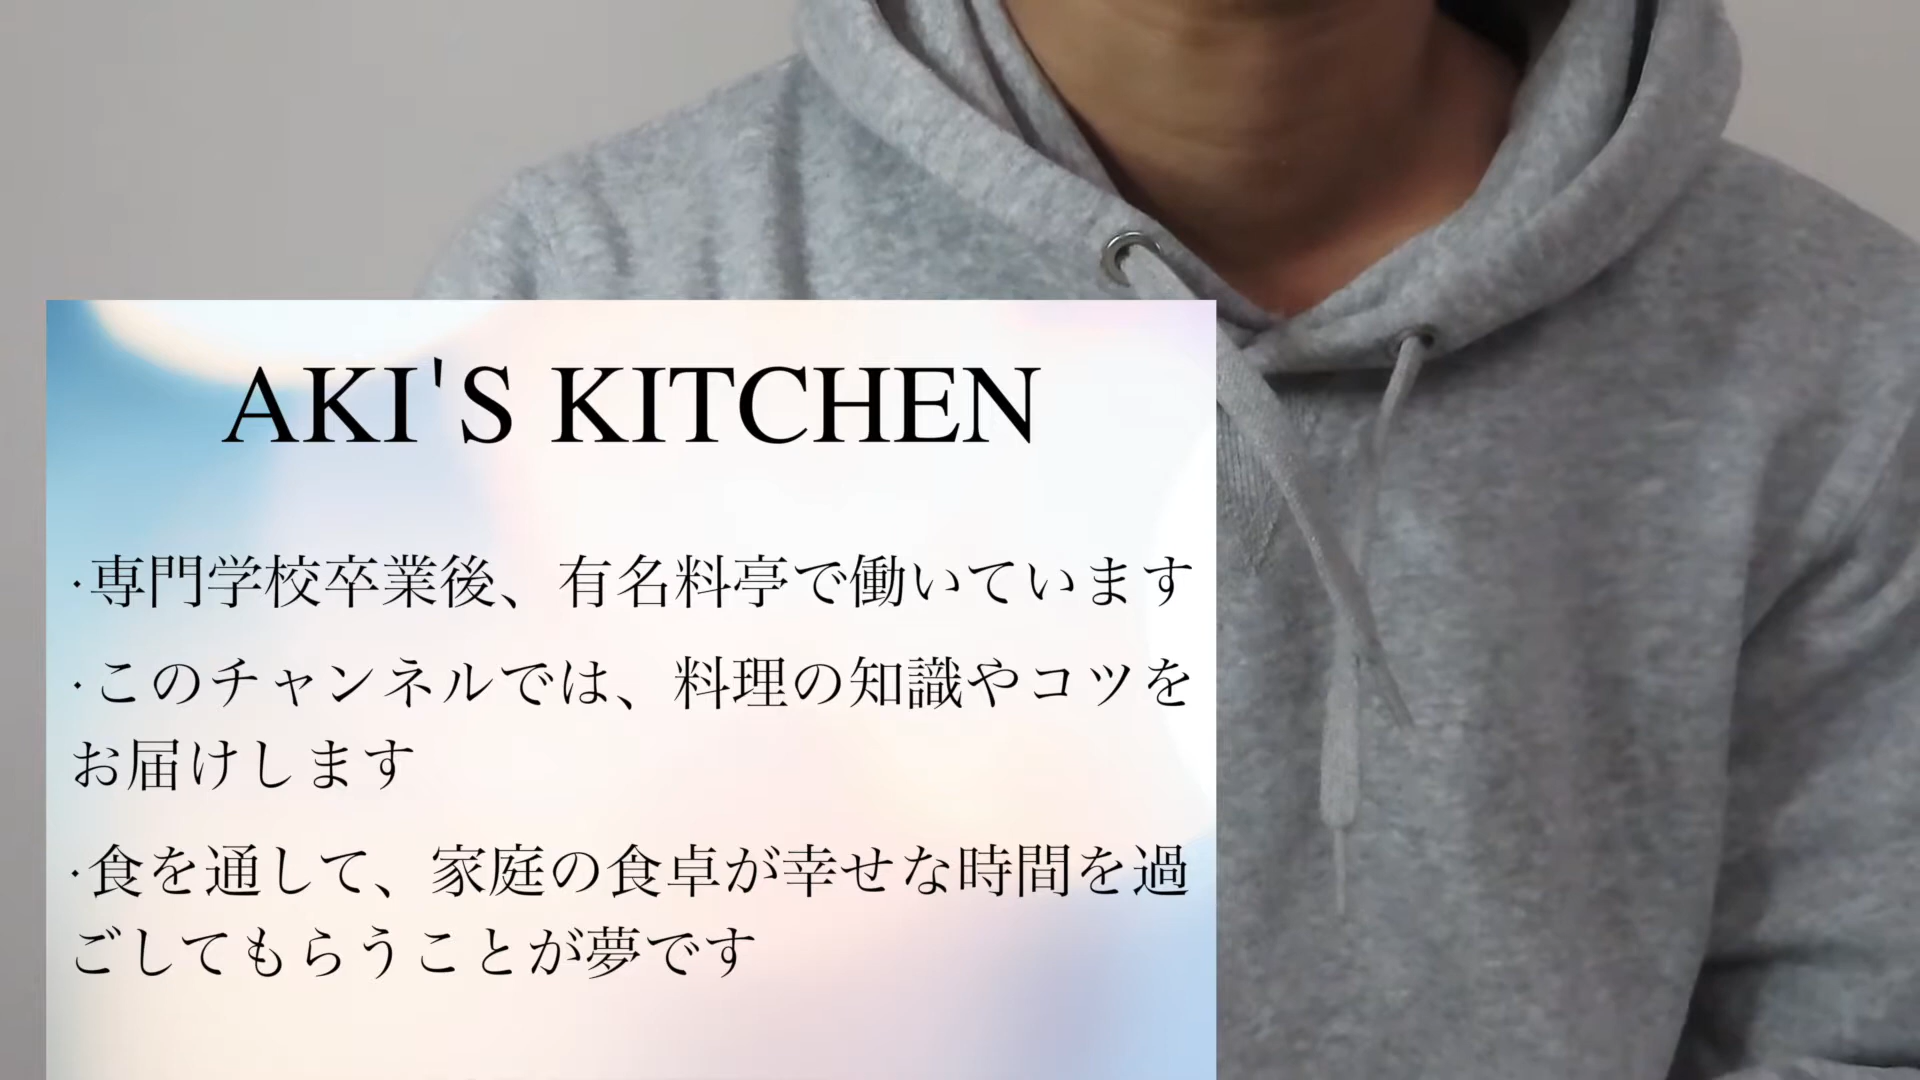 AKI'S KITCHEN
·専門学校卒業後、有名料亭で働いています
·このチャンネルでは、料理の知識やコツを
お届けします
·食を通して、家庭の食卓が幸せな時間を過
ごしてもらうことが夢です